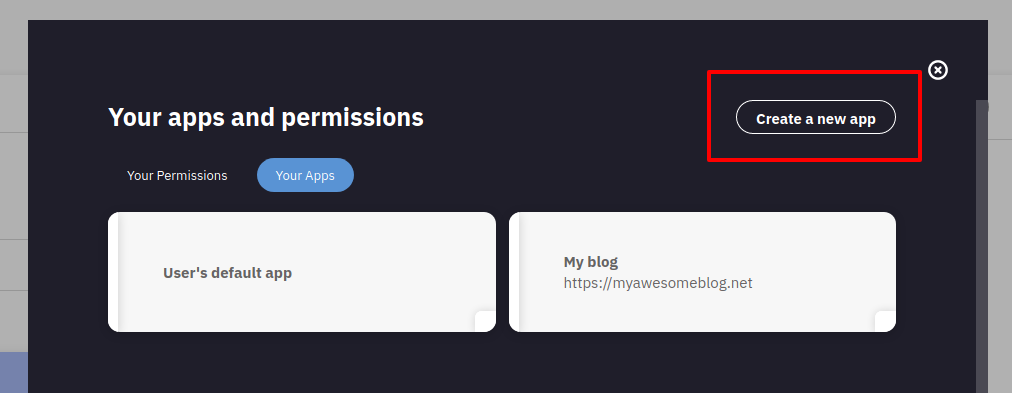 Your apps and permissions
Create a new app
Your Permissions
Your Apps
User's default app
My blog
https://myawesomeblog.net